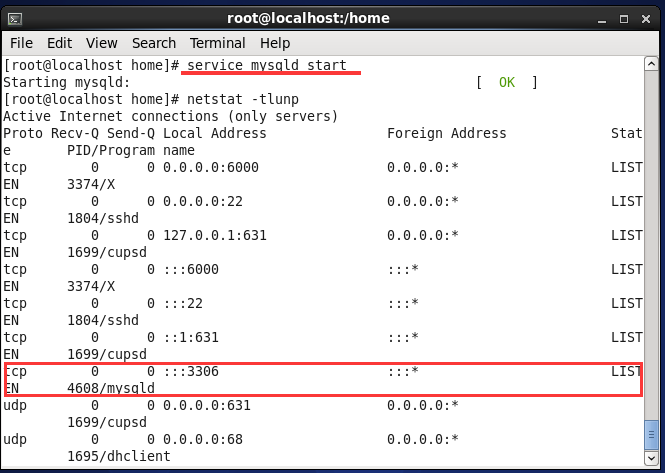 root@localhost:/home
File Edit View Search Terminal Help
[root@localhost home]# service mysqld start
Starting mysqld: [ OK ]
[root@localhost home]# netstat -tlunp
Active Internet connections (only servers)
Proto Recv-Q Send-Q Local Address Foreign Address Stat
e PID/Program name
tcp 0 0 0.0.0.0:6000 0.0.0.0:* LIST
EN 3374/X
tcp 0 0 0.0.0.0:22 0.0.0.0:* LIST
EN 1804/sshd
tcp 0 0 127.0.0.1:631 0.0.0.0:* LIST
EN 1699/cupsd
tcp 0 0 :::6000 :::* LIST
EN 3374/X
tcp 0 0 :::22 :::* LIST
EN 1804/sshd
tcp 0 0 ::1:631 :::* LIST
EN 1699/cupsd
tcp 0 0 :::3306 :::* LIST
EN 4608/mysqld
udp 0 0 0.0.0.0:631 0.0.0.0:*
1699/cupsd
udp 0 0 0.0.0.0:68 0.0.0.0:*
1695/dhclient